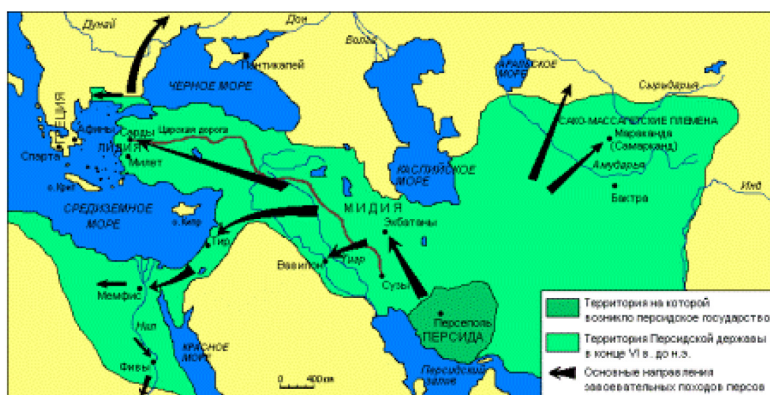 Дунай
Дон
Волга
Пантикапей
ЧЕРНОЕ МОРЕ
АРАЛЬСКОЕ
МОРЕ
Сырдарья
ГРЕЦИЯ
Афины
Сарды
Царская дорога
ЛИДИЯ
Спарта
Милет
САКО-МАССАГЕТСКИЕ ПЛЕМЕНА
Мараканда
(Самарканд)
Амударья
Бактра
Инд
КАСПИЙСКОЕ
МОРЕ
о.Крит
СРЕДИЗЕМНОЕ
МОРЕ
о.Кипр
Тир
МИДИЯ
Экбатаны
Вавилон
Тигр
Сузы
Мемфис
Нил
Фивы
КРАСНОЕ
МОРЕ
Персеполь
ПЕРСИДА
Персидский
залив
0 400км
Территория на которой
возникло персидское государство
Территория Персидской державы
в конце VI в. до н.э.
Основные направления
завоевательных походов персов